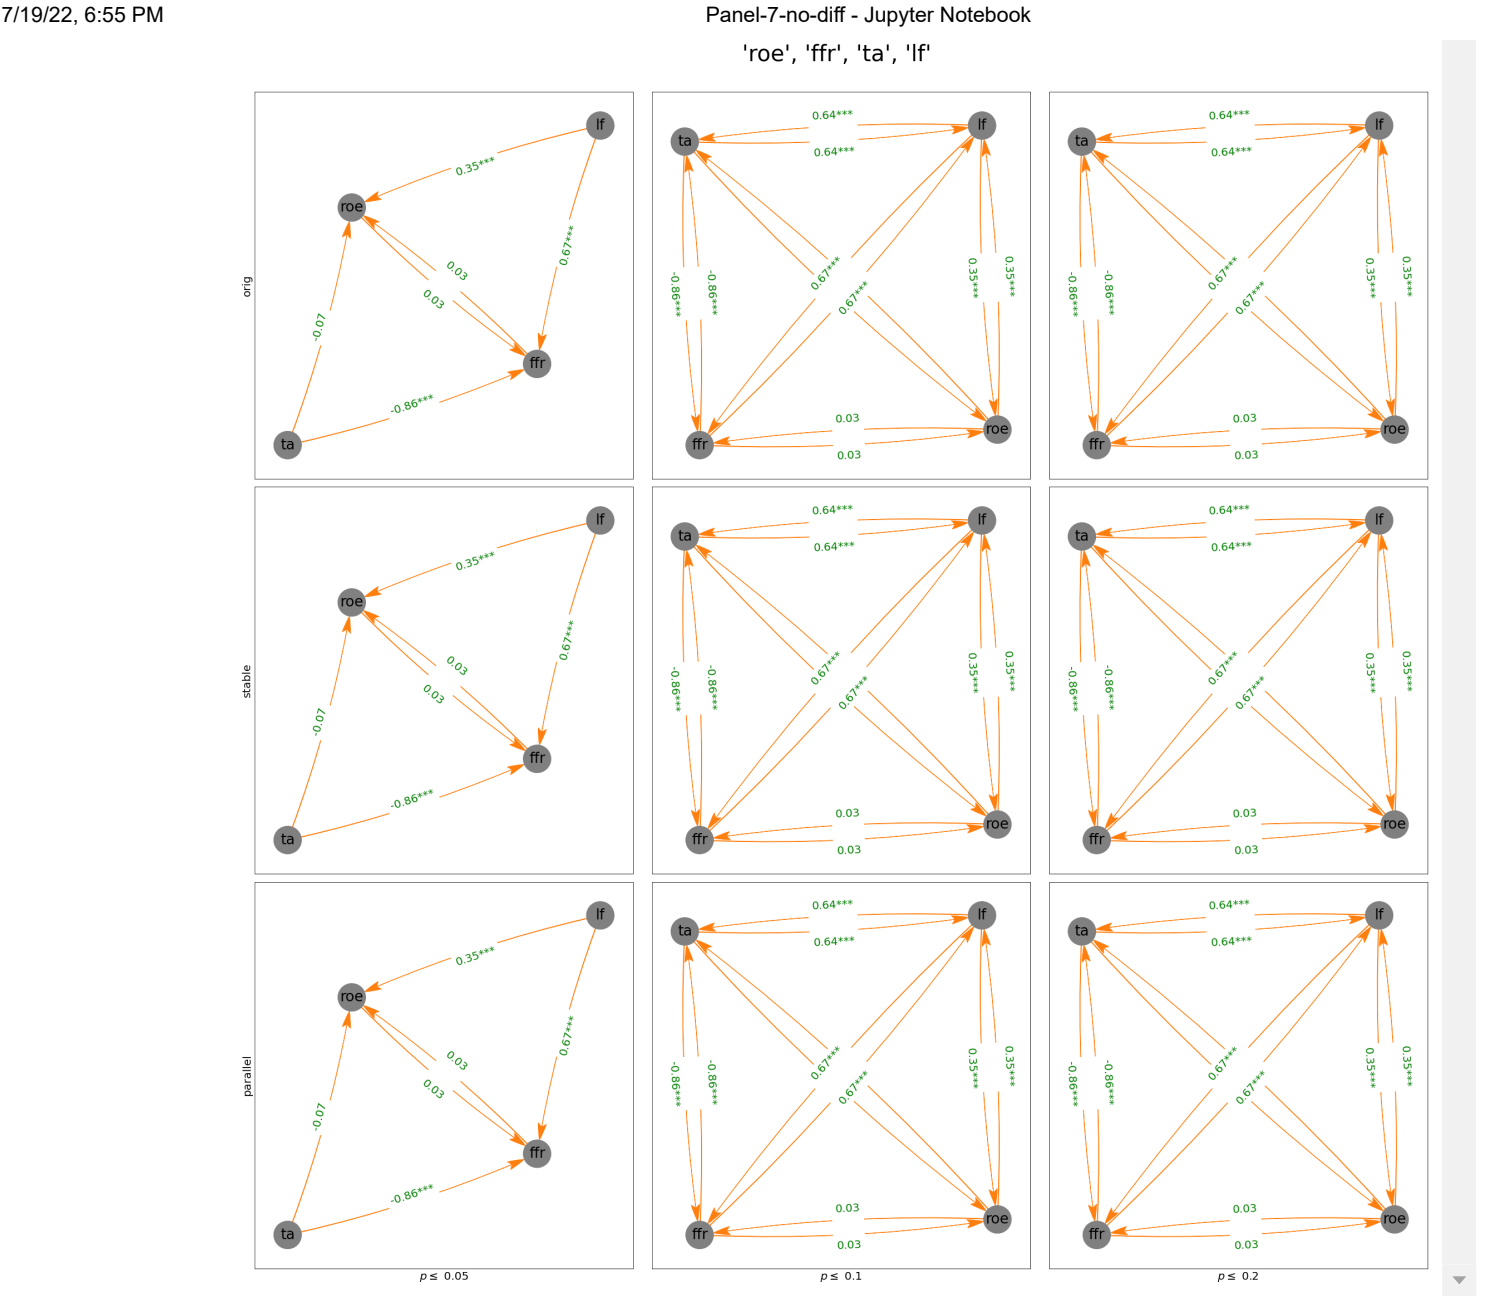 7/19/22, 6:55 PM
Panel-7-no-diff - Jupyter Notebook
'roe', 'ffr', 'ta', 'lf'
orig
lf
0.35***
roe
0.67***
0.03
0.03
-0.07
ffr
-0.86***
ta
0.64***
ta
lf
0.64***
0.67***
0.35***
0.35***
-0.86***
-0.86***
0.67***
0.03
roe
ffr
0.03
0.64***
ta
lf
0.64***
0.67***
0.35***
0.35***
-0.86***
-0.86***
0.67***
0.03
roe
ffr
0.03
stable
lf
0.35***
roe
0.67***
0.03
0.03
-0.07
ffr
-0.86***
ta
0.64***
ta
lf
0.64***
0.67***
0.35***
0.35***
-0.86***
-0.86***
0.67***
0.03
roe
ffr
0.03
0.64***
ta
lf
0.64***
0.67***
0.35***
0.35***
-0.86***
-0.86***
0.67***
0.03
roe
ffr
0.03
parallel
lf
0.35***
roe
0.67***
0.03
0.03
-0.07
ffr
-0.86***
ta
0.64***
ta
lf
0.64***
0.67***
0.35***
0.35***
-0.86***
-0.86***
0.67***
0.03
roe
ffr
0.03
0.64***
ta
lf
0.64***
0.67***
0.35***
0.35***
-0.86***
-0.86***
0.67***
0.03
roe
ffr
0.03
p ≤ 0.05
p ≤ 0.1
p ≤ 0.2